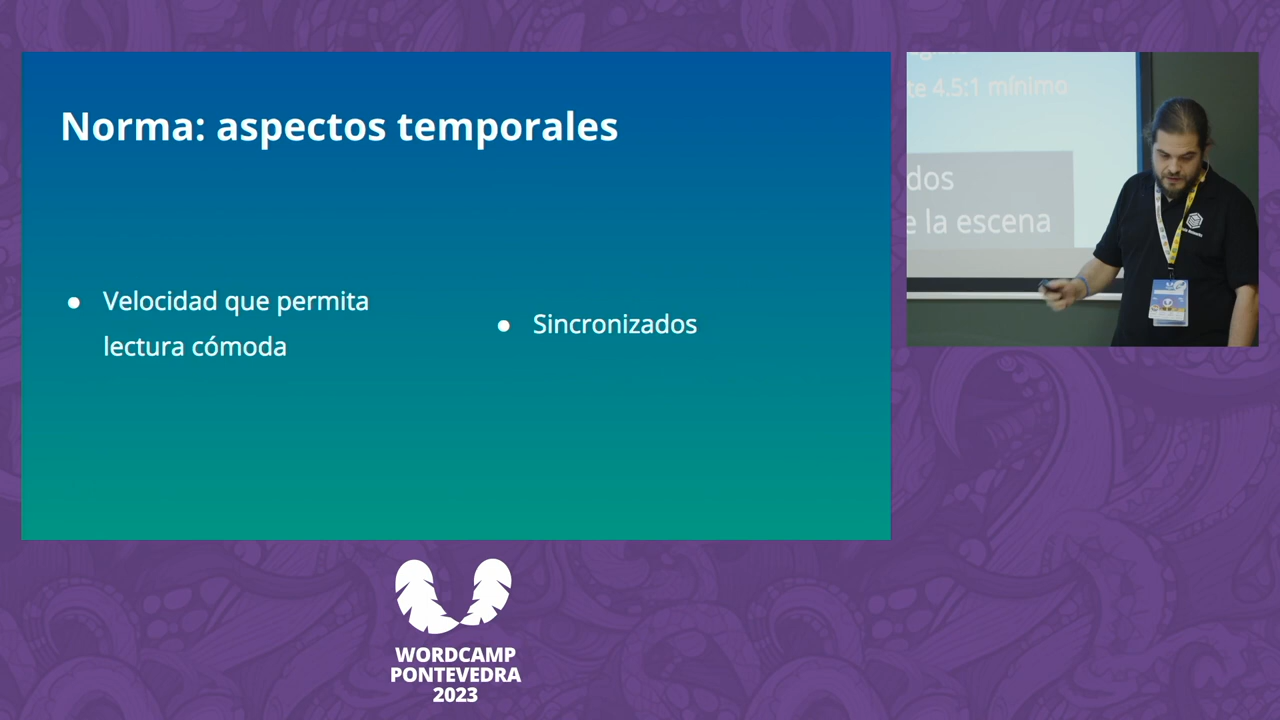 Norma: aspectos temporales
● Velocidad que permita
lectura cómoda
● Sincronizados
te 4.5:1 mínimo
dos
e la escena
WORDCAMP
PONTEVEDRA
2023